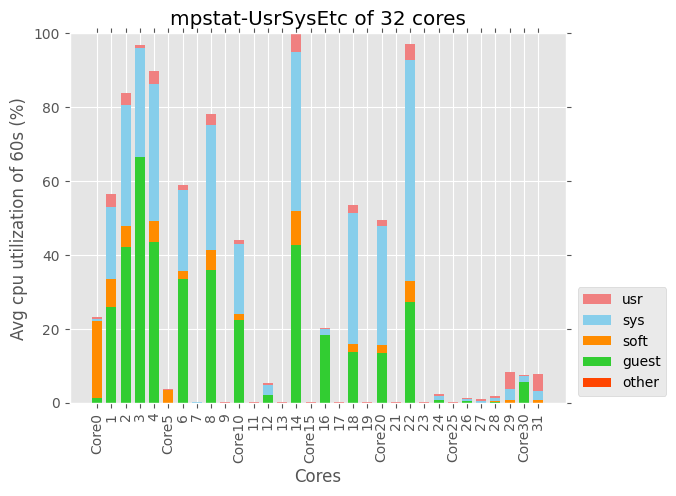 mpstat-UsrSysEtc of 32 cores
100
80
60
40
20
0
Avg cpu utilization of 60s (%)
Core0 1 2 3 4 Core5 6 7 8 9 Core10 11 12 13 14 Core15 16 17 18 19 Core20 21 22 23 24 Core25 26 27 28 29 Core30 31
Cores
usr
sys
soft
guest
other